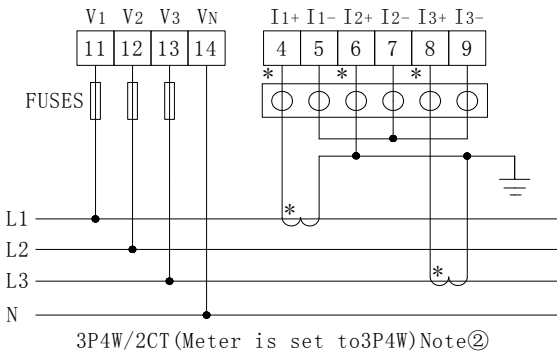 V1 V2 V3 VN I1+ I1- I2+ I2- I3+ I3-
11 12 13 14 4 5 6 7 8 9
* * *
FUSES
*
L1
L2
*
L3
N
3P4W/2CT(Meter is set to3P4W)Note②